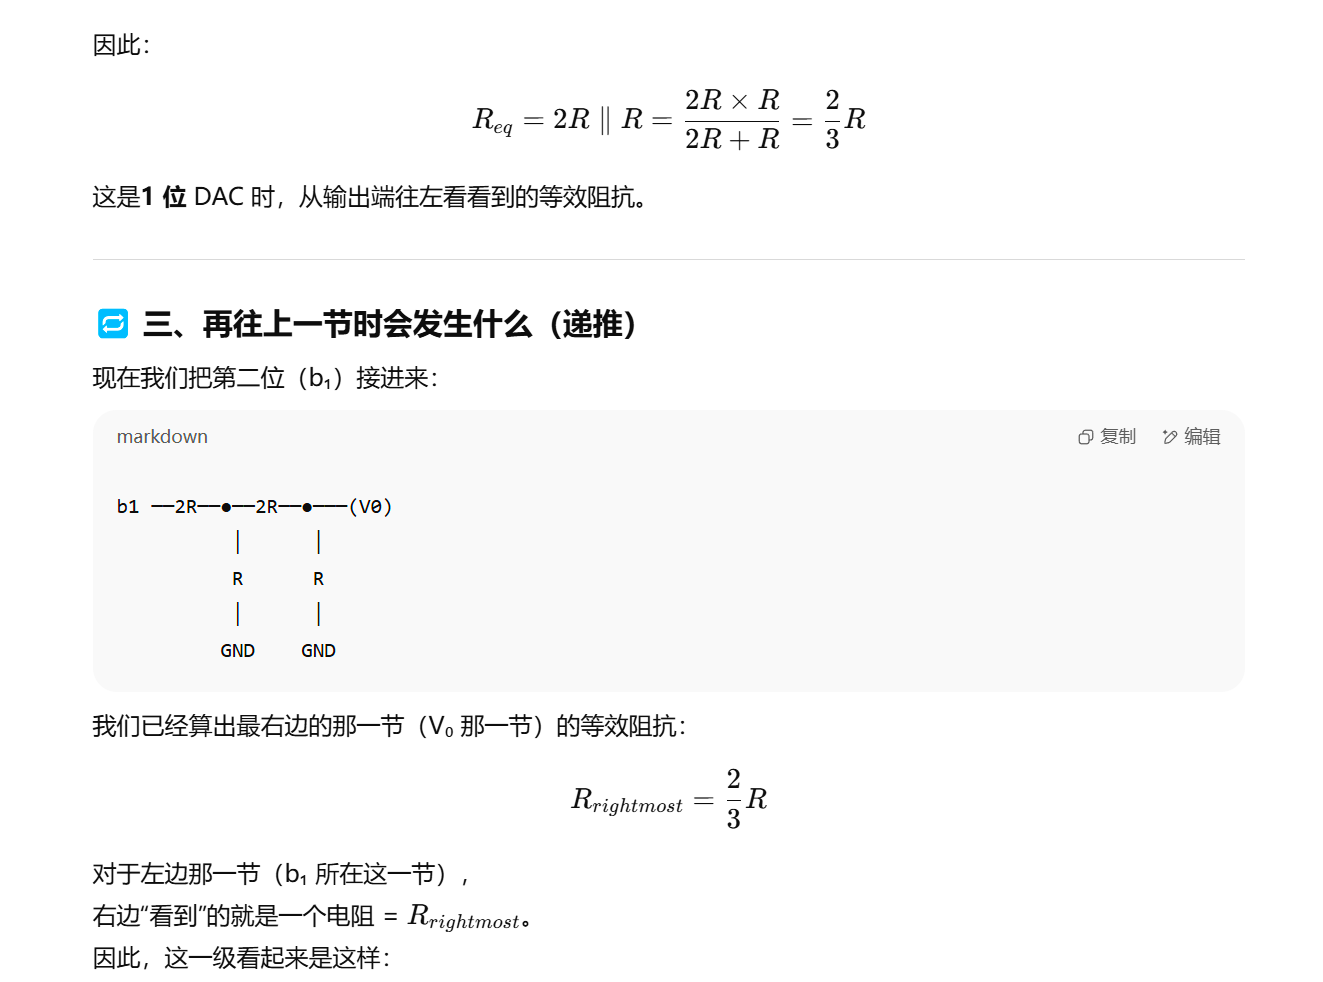 因此：
R_{eq} = 2R ∥ R = \frac{2R × R}{2R + R} = \frac{2}{3}R
这是1 位 DAC 时，从输出端往左看看到的等效阻抗。
🔁 三、再往上一节时会发生什么（递推）
现在我们把第二位（b₁）接进来：
markdown 复制 编辑
b1 ──2R──●──2R──●───(V0)
│ │
R R
│ │
GND GND
我们已经算出最右边的那一节（V₀ 那一节）的等效阻抗：
R_{rightmost} = \frac{2}{3}R
对于左边那一节（b₁ 所在这一节），
右边“看到”的就是一个电阻 = R_{rightmost}。
因此，这一级看起来是这样：